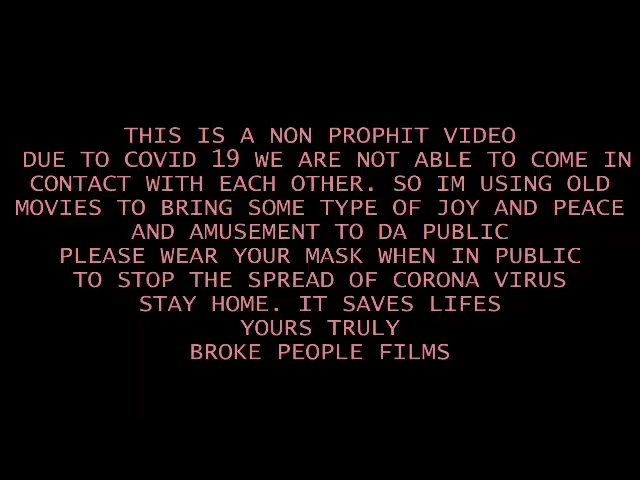 THIS IS A NON PROPHIT VIDEO
DUE TO COVID 19 WE ARE NOT ABLE TO COME IN
CONTACT WITH EACH OTHER. SO IM USING OLD
MOVIES TO BRING SOME TYPE OF JOY AND PEACE
AND AMUSEMENT TO DA PUBLIC
PLEASE WEAR YOUR MASK WHEN IN PUBLIC
TO STOP THE SPREAD OF CORONA VIRUS
STAY HOME. IT SAVES LIFES
YOURS TRULY
BROKE PEOPLE FILMS